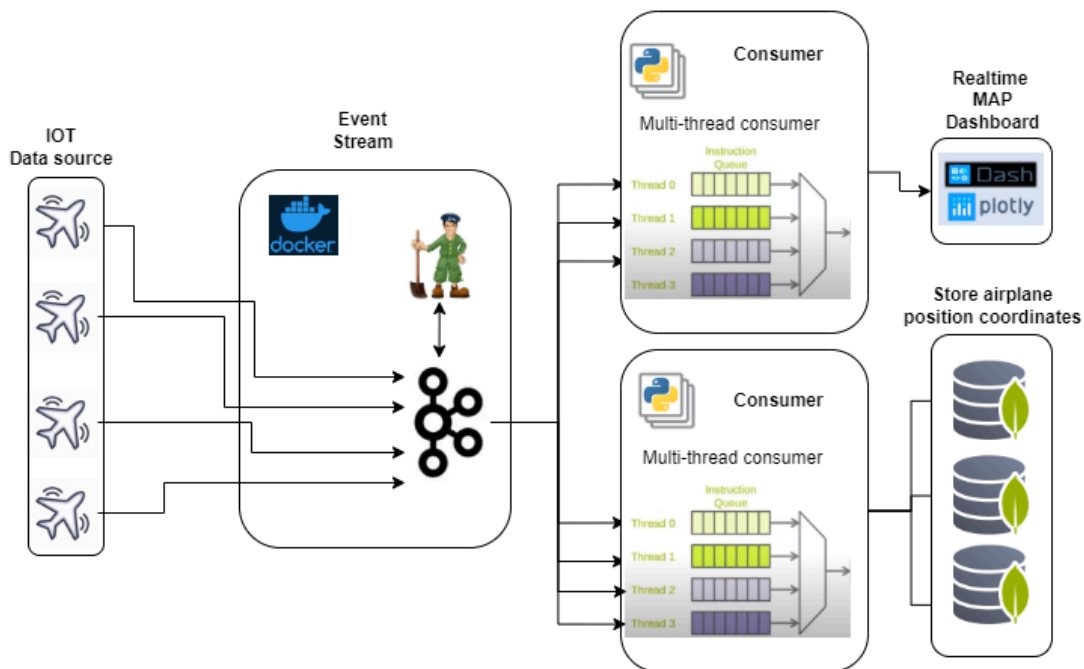 IOT
Data source
Event
Stream
docker
Consumer
Multi-thread consumer
Instruction
Queue
Thread 0
Thread 1
Thread 2
Thread 3
Realtime
MAP
Dashboard
Dash
plotly
Consumer
Multi-thread consumer
Instruction
Queue
Thread 0
Thread 1
Thread 2
Thread 3
Store airplane
position coordinates